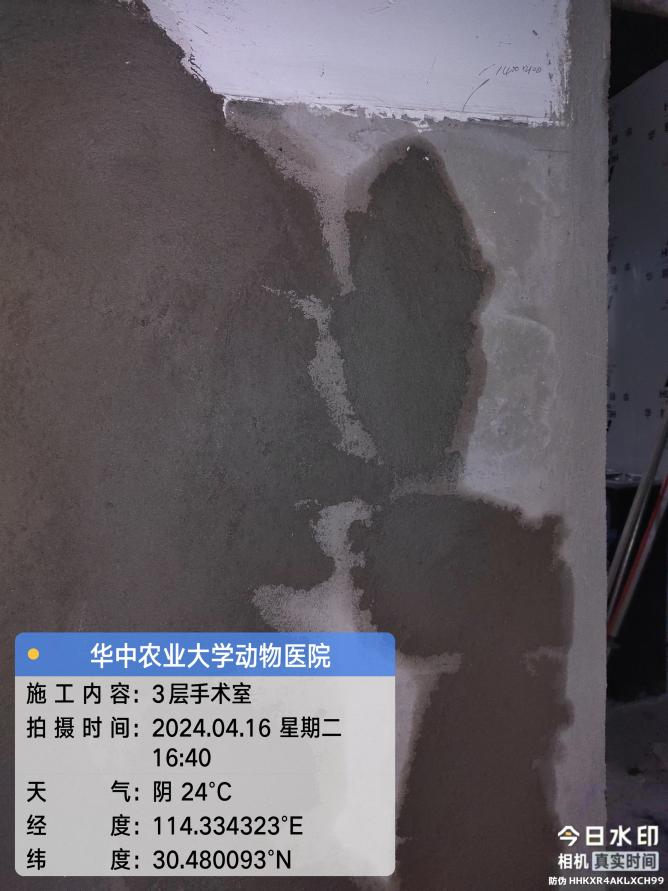 华中农业大学动物医院
施工内容：3层手术室
拍摄时间：2024.04.16 星期二
16:40
天气：阴 24°C
经度：114.334323°E
纬度：30.480093°N
今日水印
相机 真实时间
防伪 HHKXR4AKLXCH99